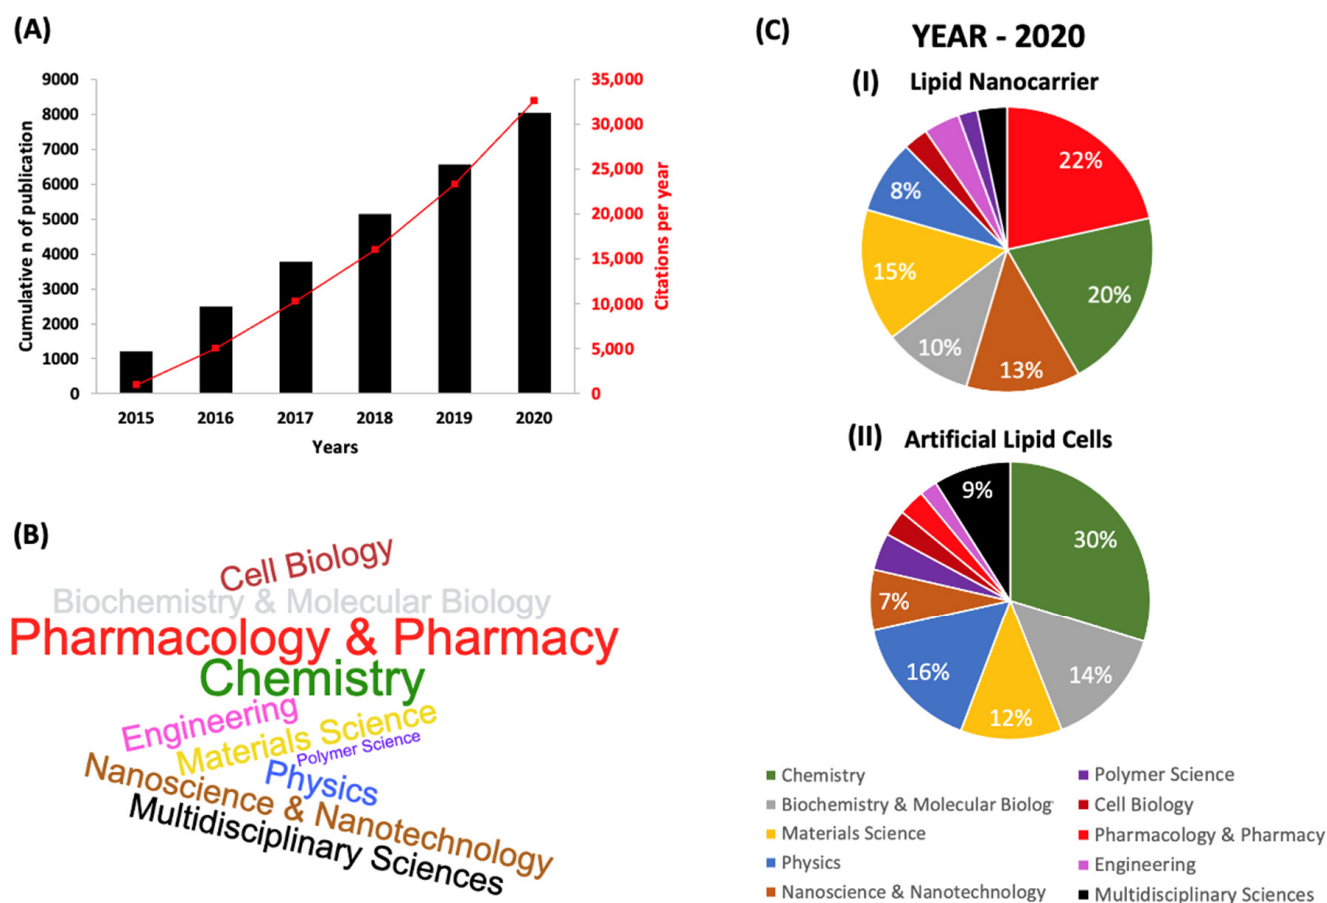 (A)
Cumulative n of publication
9000
8000
7000
6000
5000
4000
3000
2000
1000
0
35,000
30,000
25,000
20,000
15,000
10,000
5,000
0
Citations per year
2015 2016 2017 2018 2019 2020
Years
(B)
Cell Biology
Biochemistry & Molecular Biology
Pharmacology & Pharmacy
Chemistry
Engineering
Materials Science
Polymer Science
Physics
Nanoscience & Nanotechnology
Multidisciplinary Sciences
(C)
YEAR - 2020
(I) Lipid Nanocarrier
22%
20%
13%
10%
15%
8%
(II) Artificial Lipid Cells
9%
30%
14%
12%
16%
7%
Chemistry
Biochemistry & Molecular Biolog
Materials Science
Physics
Nanoscience & Nanotechnology
Polymer Science
Cell Biology
Pharmacology & Pharmacy
Engineering
Multidisciplinary Sciences